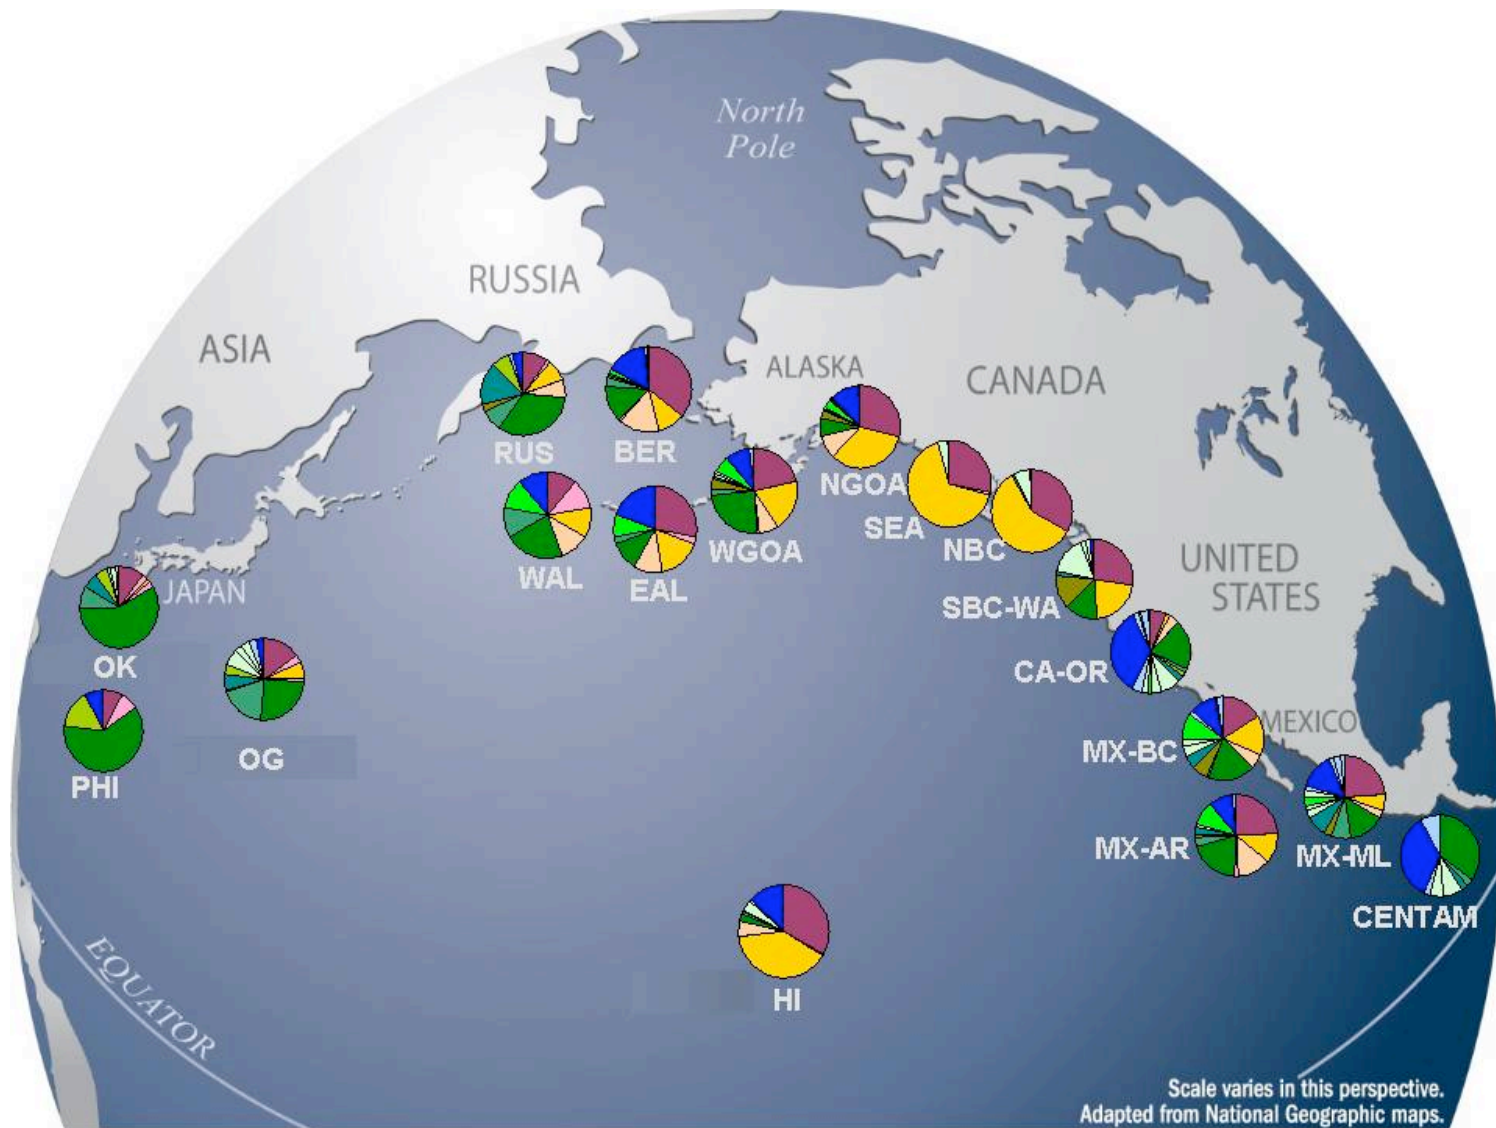 North
Pole
RUSSIA
ASIA
ALASKA
CANADA
RUS
BER
NGOA
SEA
NBC
WGOA
WAL
EAL
UNITED
STATES
JAPAN
SBC-WA
OK
CA-OR
MEXICO
OG
MX-BC
PHI
MX-AR
MX-ML
CENTAM
HI
EQUATOR
Scale varies in this perspective.
Adapted from National Geographic maps.